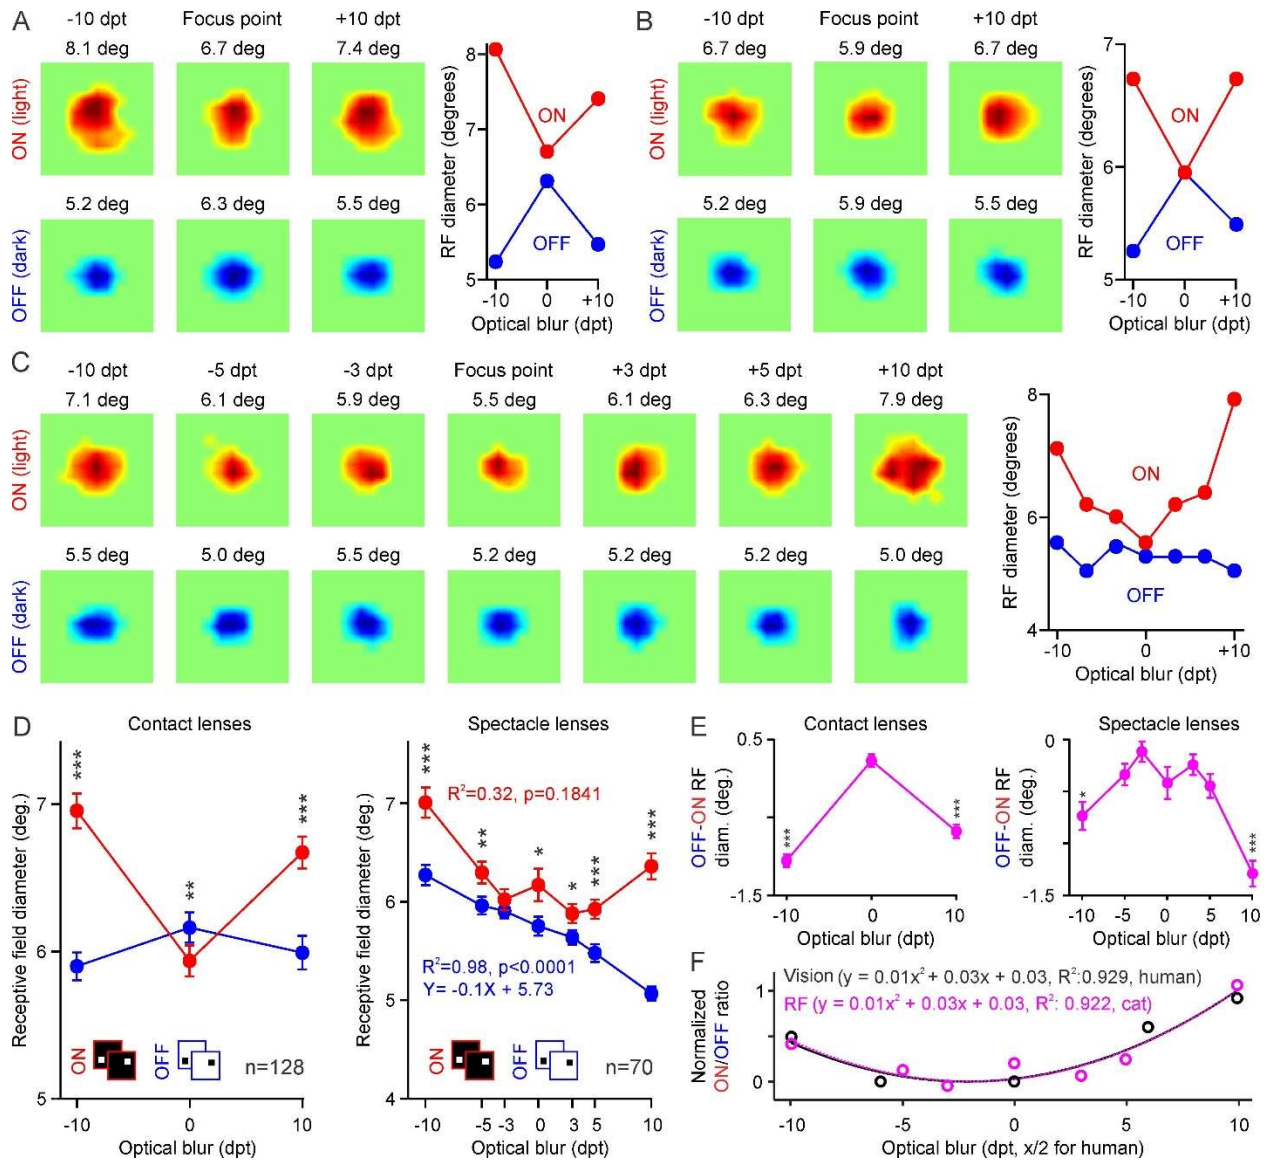 A
-10 dpt Focus point +10 dpt
8.1 deg 6.7 deg 7.4 deg
ON (light)
5.2 deg 6.3 deg 5.5 deg
OFF (dark)
RF diameter (degrees)
8
7
6
5
ON
OFF
-10 0 +10
Optical blur (dpt)
B
-10 dpt Focus point +10 dpt
6.7 deg 5.9 deg 6.7 deg
ON (light)
5.2 deg 5.9 deg 5.5 deg
OFF (dark)
RF diameter (degrees)
7
6
5
ON
OFF
-10 0 +10
Optical blur (dpt)
C
-10 dpt -5 dpt -3 dpt Focus point +3 dpt +5 dpt +10 dpt
7.1 deg 6.1 deg 5.9 deg 5.5 deg 6.1 deg 6.3 deg 7.9 deg
ON (light)
5.5 deg 5.0 deg 5.5 deg 5.2 deg 5.2 deg 5.2 deg 5.0 deg
OFF (dark)
RF diameter (degrees)
8
6
4
ON
OFF
-10 0 +10
Optical blur (dpt)
D
Contact lenses
Receptive field diameter (deg.)
7
6
5
***
**
***
ON
OFF
n=128
-10 0 10
Optical blur (dpt)
Spectacle lenses
Receptive field diameter (deg.)
7
6
5
4
***
**
*
*
***
***
R²=0.32, p=0.1841
R²=0.98, p<0.0001
Y= -0.1X + 5.73
ON
OFF
n=70
-10 -5 -3 0 3 5 10
Optical blur (dpt)
E
Contact lenses
OFF-ON RF
diam. (deg.)
0.5
-1.5
***
***
-10 0 10
Optical blur (dpt)
Spectacle lenses
OFF-ON RF
diam. (deg.)
0
-1.5
*
***
-10 -5 0 5 10
Optical blur (dpt)
F
Normalized
ON/OFF ratio
1
0
Vision (y = 0.01x² + 0.03x + 0.03, R²:0.929, human)
RF (y = 0.01x² + 0.03x + 0.03, R²: 0.922, cat)
-10 -5 0 5 10
Optical blur (dpt, x/2 for human)